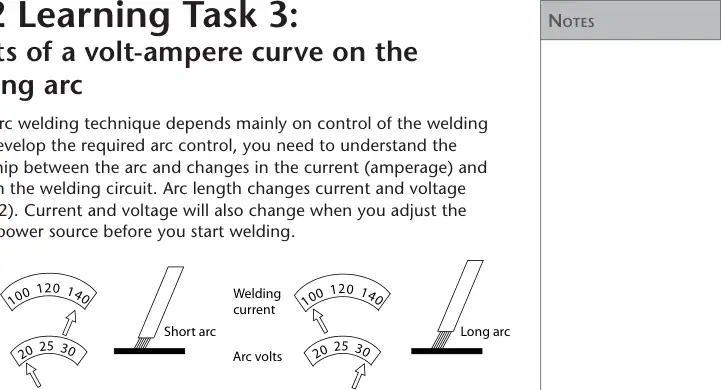 2 Learning Task 3:
ts of a volt-ampere curve on the
ng arc
rc welding technique depends mainly on control of the welding
evelop the required arc control, you need to understand the
hip between the arc and changes in the current (amperage) and
n the welding circuit. Arc length changes current and voltage
2). Current and voltage will also change when you adjust the
power source before you start welding.
NOTES
100 120 140
Short arc
20 25 30
Welding
current
100 120 140
Long arc
Arc volts
20 25 30